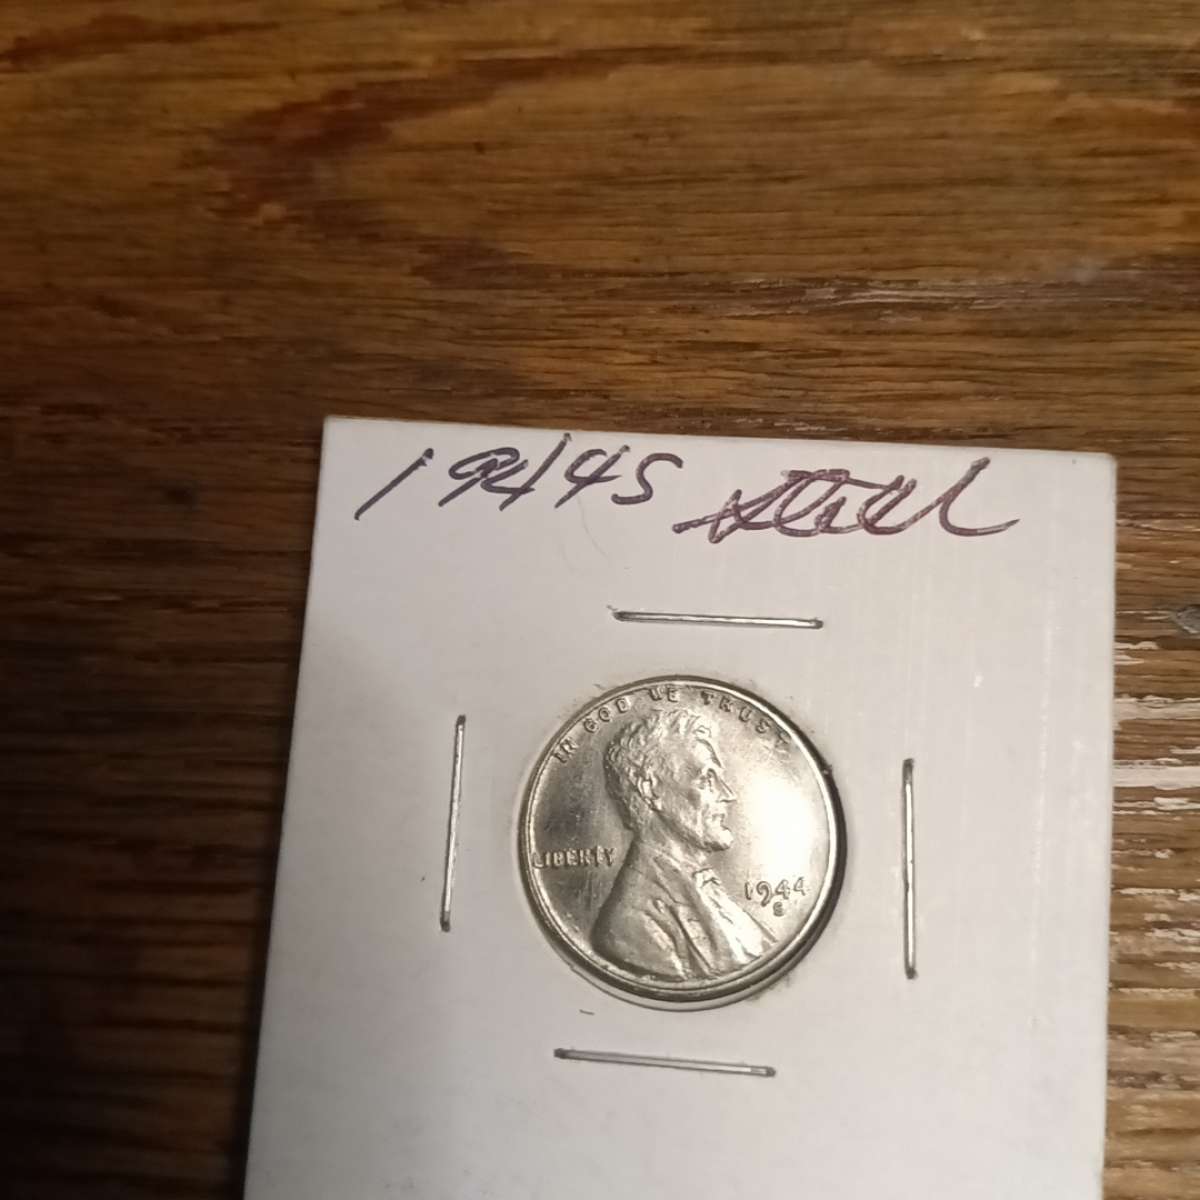 1944S Steel
IN GOD WE TRUST
LIBERTY
1944
S